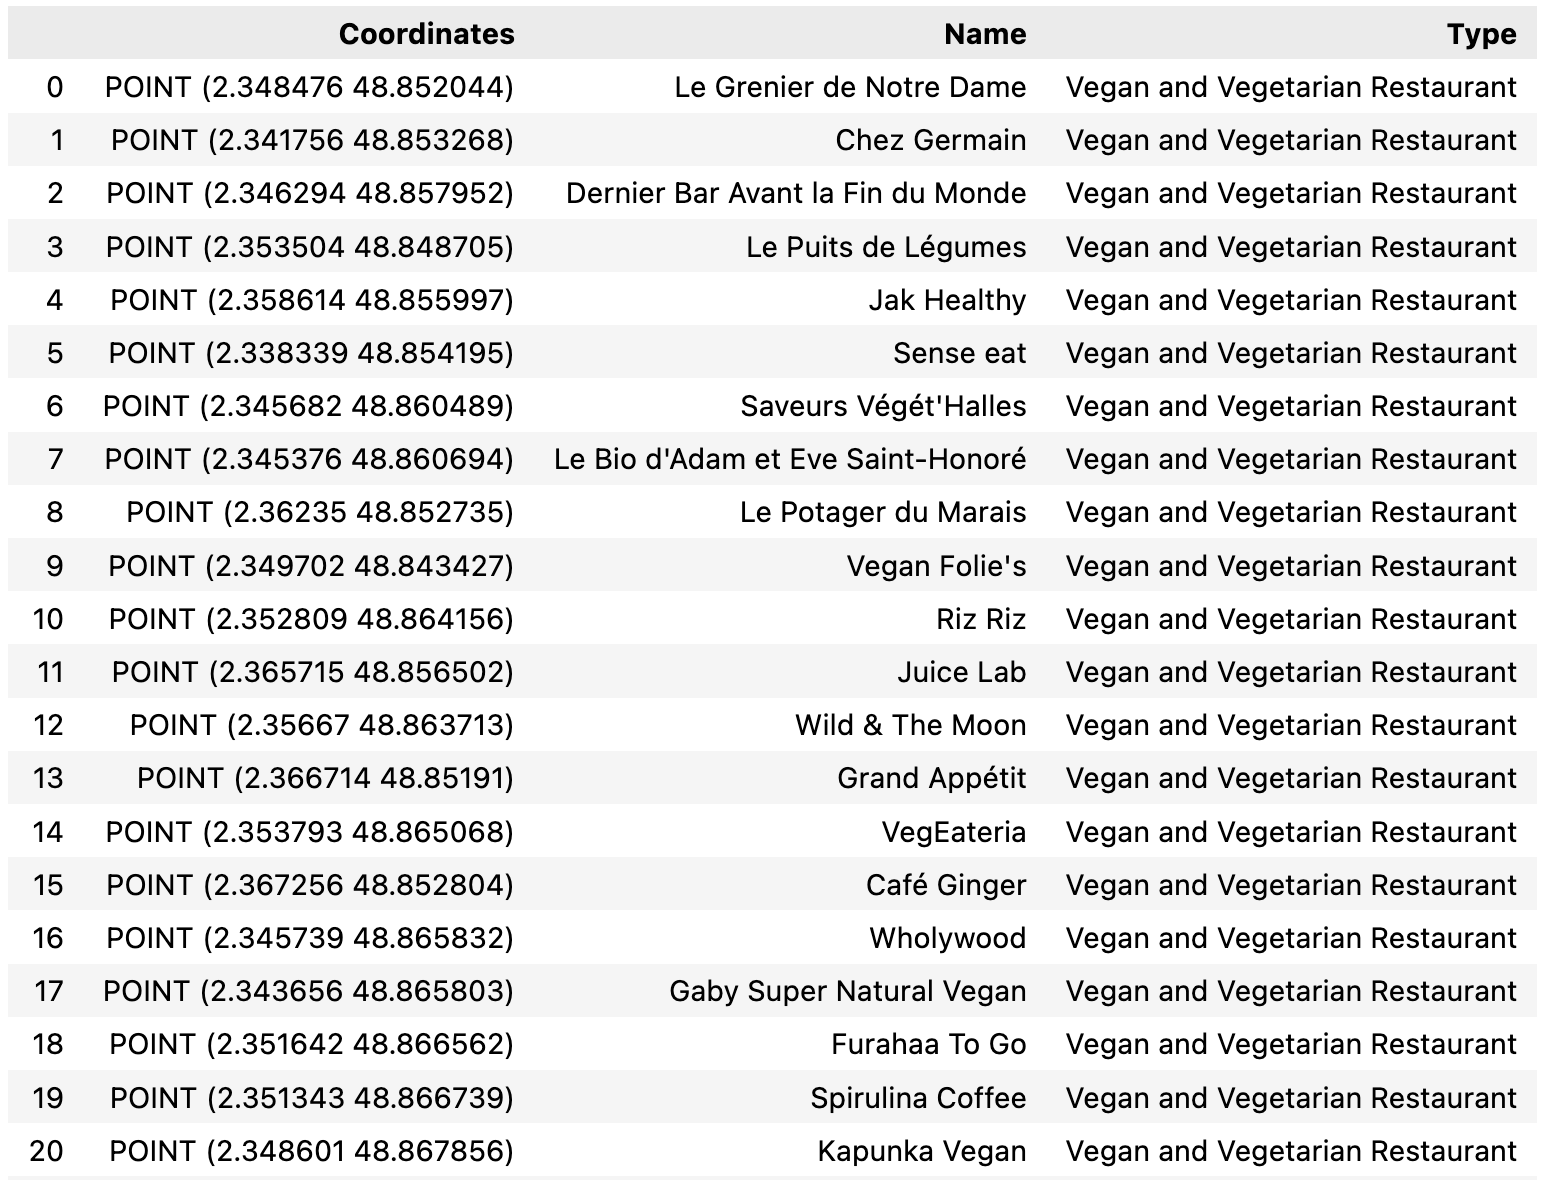 Coordinates Name Type
0 POINT (2.348476 48.852044) Le Grenier de Notre Dame Vegan and Vegetarian Restaurant
1 POINT (2.341756 48.853268) Chez Germain Vegan and Vegetarian Restaurant
2 POINT (2.346294 48.857952) Dernier Bar Avant la Fin du Monde Vegan and Vegetarian Restaurant
3 POINT (2.353504 48.848705) Le Puits de Légumes Vegan and Vegetarian Restaurant
4 POINT (2.358614 48.855997) Jak Healthy Vegan and Vegetarian Restaurant
5 POINT (2.338339 48.854195) Sense eat Vegan and Vegetarian Restaurant
6 POINT (2.345682 48.860489) Saveurs Végét'Halles Vegan and Vegetarian Restaurant
7 POINT (2.345376 48.860694) Le Bio d'Adam et Eve Saint-Honoré Vegan and Vegetarian Restaurant
8 POINT (2.36235 48.852735) Le Potager du Marais Vegan and Vegetarian Restaurant
9 POINT (2.349702 48.843427) Vegan Folie's Vegan and Vegetarian Restaurant
10 POINT (2.352809 48.864156) Riz Riz Vegan and Vegetarian Restaurant
11 POINT (2.365715 48.856502) Juice Lab Vegan and Vegetarian Restaurant
12 POINT (2.35667 48.863713) Wild & The Moon Vegan and Vegetarian Restaurant
13 POINT (2.366714 48.85191) Grand Appétit Vegan and Vegetarian Restaurant
14 POINT (2.353793 48.865068) VegEateria Vegan and Vegetarian Restaurant
15 POINT (2.367256 48.852804) Café Ginger Vegan and Vegetarian Restaurant
16 POINT (2.345739 48.865832) Wholywood Vegan and Vegetarian Restaurant
17 POINT (2.343656 48.865803) Gaby Super Natural Vegan Vegan and Vegetarian Restaurant
18 POINT (2.351642 48.866562) Furahaa To Go Vegan and Vegetarian Restaurant
19 POINT (2.351343 48.866739) Spirulina Coffee Vegan and Vegetarian Restaurant
20 POINT (2.348601 48.867856) Kapunka Vegan Vegan and Vegetarian Restaurant